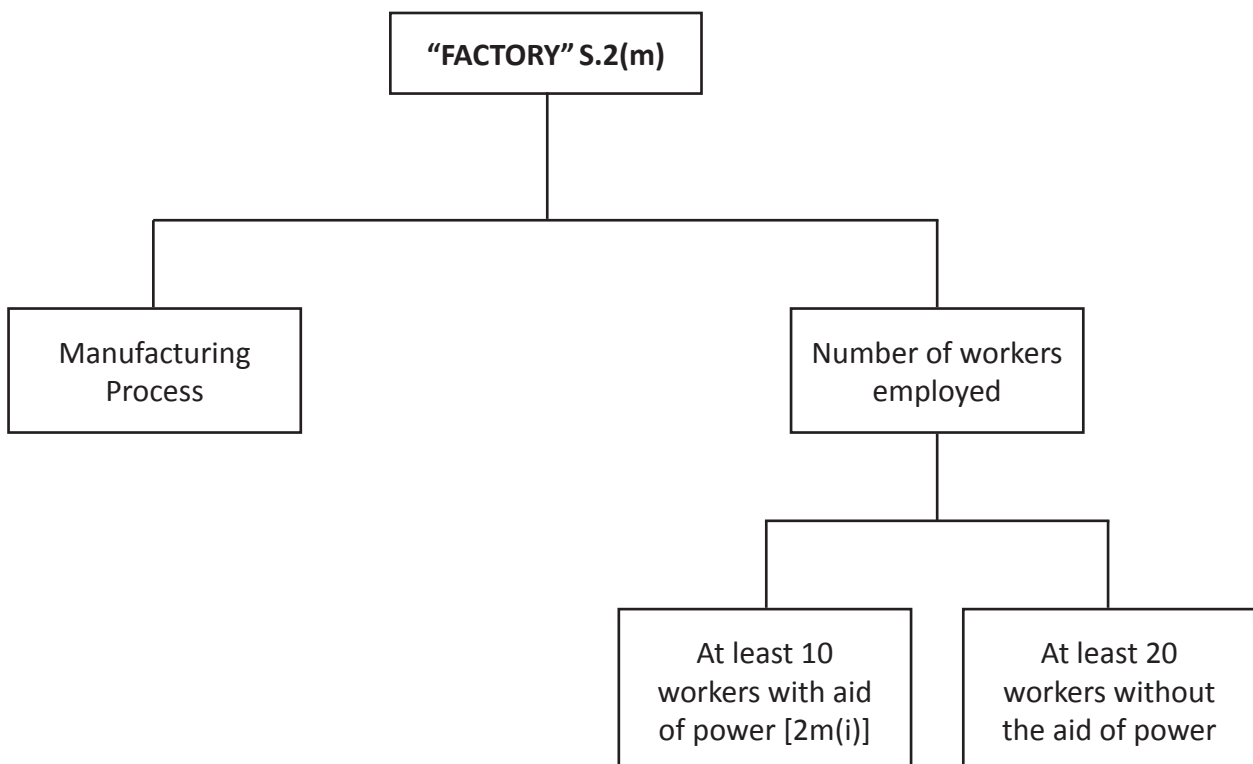 “FACTORY” S.2(m)
Manufacturing
Process
Number of workers
employed
At least 10
workers with aid
of power [2m(i)]
At least 20
workers without
the aid of power